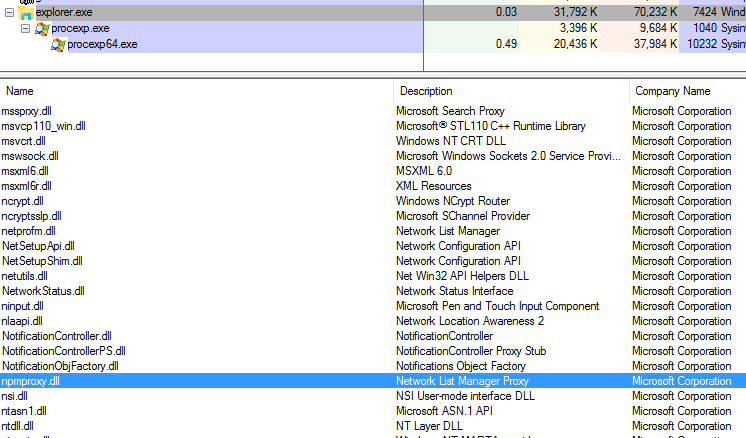 explorer.exe 0.03 31,792 K 70,232 K 7424 Wind
procexp.exe 3,396 K 9,684 K 1040 Sysin
procexp64.exe 0.49 20,436 K 37,984 K 10232 Sysin
Name Description Company Name
mssprxy.dll Microsoft Search Proxy Microsoft Corporation
msvcp110_win.dll Microsoft® STL110 C++ Runtime Library Microsoft Corporation
msvcrt.dll Windows NT CRT DLL Microsoft Corporation
mswsock.dll Microsoft Windows Sockets 2.0 Service Provi... Microsoft Corporation
msxml6.dll MSXML 6.0 Microsoft Corporation
msxml6r.dll XML Resources Microsoft Corporation
ncrypt.dll Windows NCrypt Router Microsoft Corporation
ncryptsslp.dll Microsoft SChannel Provider Microsoft Corporation
netprofm.dll Network List Manager Microsoft Corporation
NetSetupApi.dll Network Configuration API Microsoft Corporation
NetSetupShim.dll Network Configuration API Microsoft Corporation
netutils.dll Net Win32 API Helpers DLL Microsoft Corporation
NetworkStatus.dll Network Status Interface Microsoft Corporation
ninput.dll Microsoft Pen and Touch Input Component Microsoft Corporation
nlaapi.dll Network Location Awareness 2 Microsoft Corporation
NotificationController.dll NotificationController Microsoft Corporation
NotificationControllerPS.dll NotificationController Proxy Stub Microsoft Corporation
NotificationObjFactory.dll Notifications Object Factory Microsoft Corporation
npmproxy.dll Network List Manager Proxy Microsoft Corporation
nsi.dll NSI User-mode interface DLL Microsoft Corporation
ntasn1.dll Microsoft ASN.1 API Microsoft Corporation
ntdll.dll NT Layer DLL Microsoft Corporation